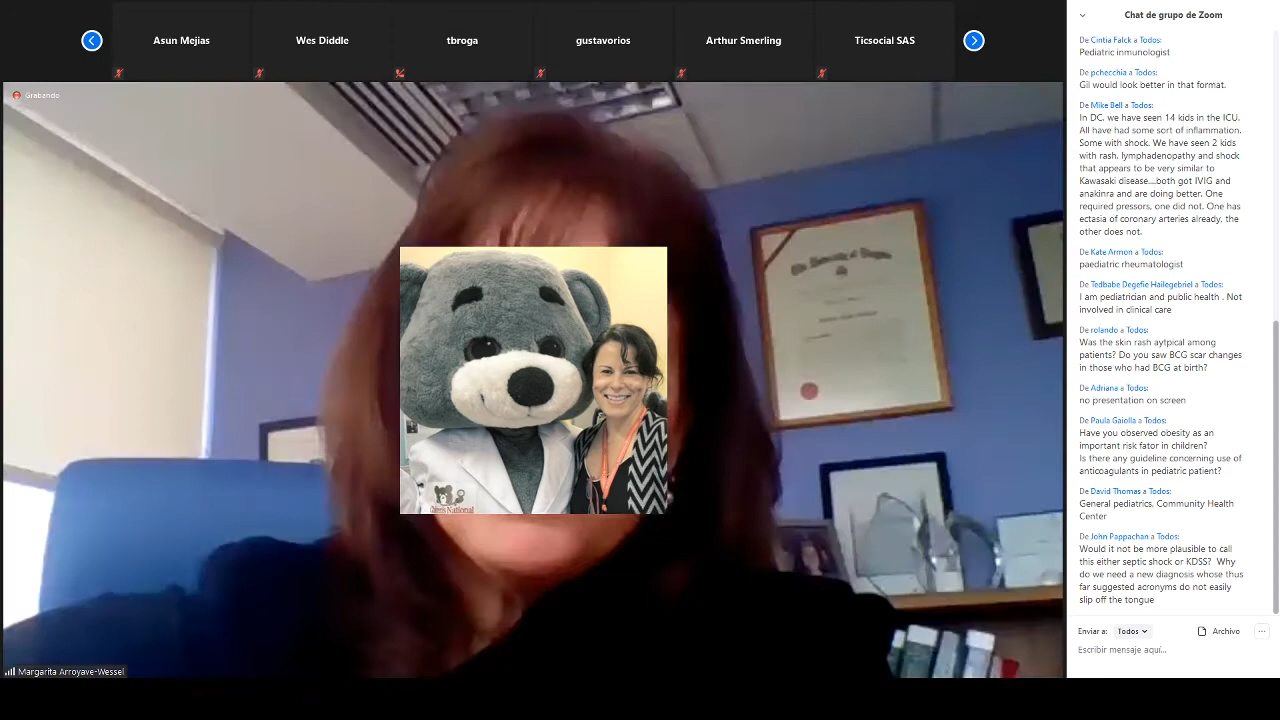 Asun Mejias
Wes Diddle
tbroga
gustavorios
Arthur Smerling
Ticsocial SAS
Grabando
Margarita Arroyave-Wessel
Chat de grupo de Zoom
De Cintia Falck a Todos:
Pediatric inmunologist
De pchecchia a Todos:
Gil would look better in that format.
De Mike Bell a Todos:
In DC, we have seen 14 kids in the ICU.
All have had some sort of inflammation.
Some with shock. We have seen 2 kids
with rash, lymphadenopathy and shock
that appears to be very similar to
Kawasaki disease....both got IVIG and
anakinra and are doing better. One
required pressors, one did not. One has
ectasia of coronary arteries already, the
other does not.
De Kate Armon a Todos:
paediatric rheumatologist
De Tedbabe Degefie Hailegebriel a Todos:
I am pediatrician and public health . Not
involved in clinical care
De rolando a Todos:
Was the skin rash aytpical among
patients? Do you saw BCG scar changes
in those who had BCG at birth?
De Adriana a Todos:
no presentation on screen
De Paula Gaiolla a Todos:
Have you observed obesity as an
important risk fator in children?
Is there any guideline concerning use of
anticoagulants in pediatric patient?
De David Thomas a Todos:
General pediatrics, Community Health
Center
De John Pappachan a Todos:
Would it not be more plausible to call
this either septic shock or KDSS?  Why
do we need a new diagnosis whose thus
far suggested acronyms do not easily
slip off the tongue
Enviar a: Todos
Archivo
Escribir mensaje aquí...